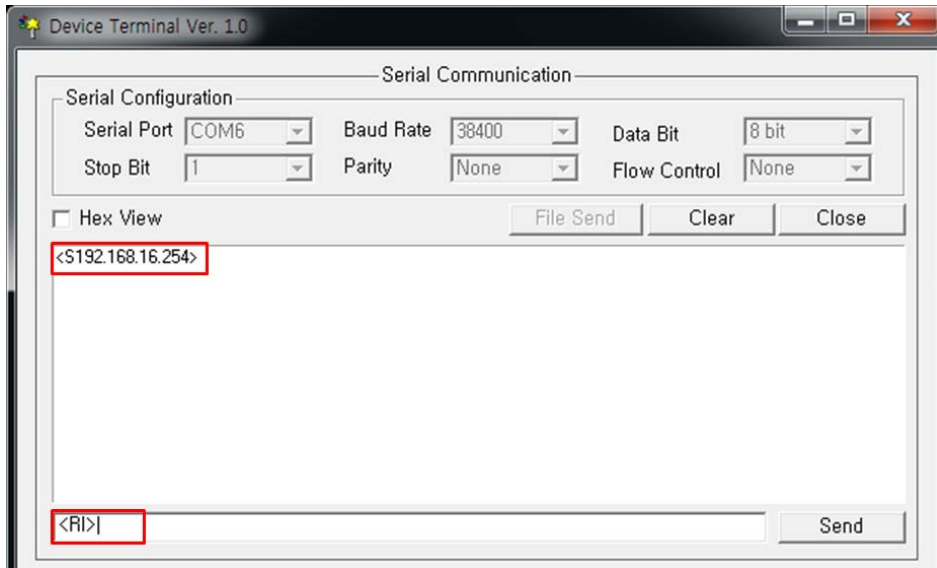 Device Terminal Ver. 1.0
Serial Communication
Serial Configuration
Serial Port COM6 Baud Rate 38400 Data Bit 8 bit
Stop Bit 1 Parity None Flow Control None
Hex View File Send Clear Close
<S192.168.16.254>
<RI>
Send